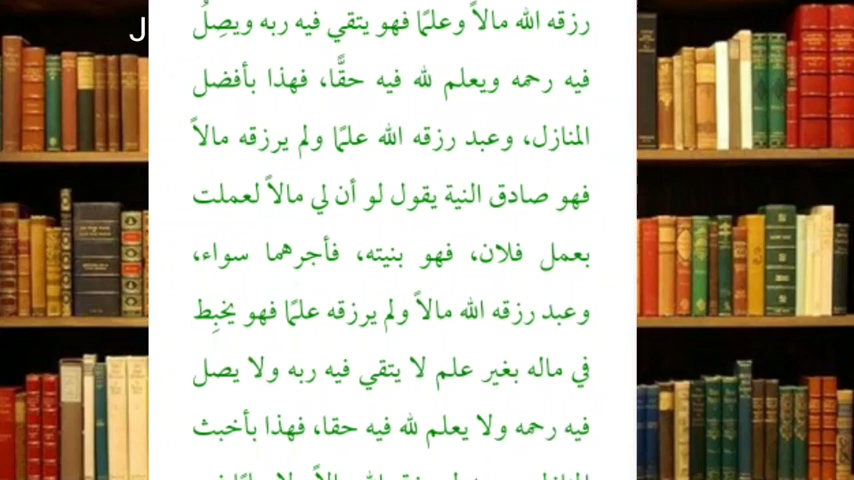 J
رزقه الله مالاً وعلمًا فهو يتقي فيه ربه ويصِلُ
فيه رحمه ويعلم لله فيه حقًّا، فهذا بأفضل
المنازل، وعبد رزقه الله علمًا ولم يرزقه مالاً
فهو صادق النية يقول لو أن لي مالاً لعملت
بعمل فلان، فهو بنيته، فأجرهما سواء،
وعبد رزقه الله مالاً ولم يرزقه علمًا فهو يخبِط
في ماله بغير علم لا يتقي فيه ربه ولا يصل
فيه رحمه ولا يعلم لله فيه حقا، فهذا بأخبث